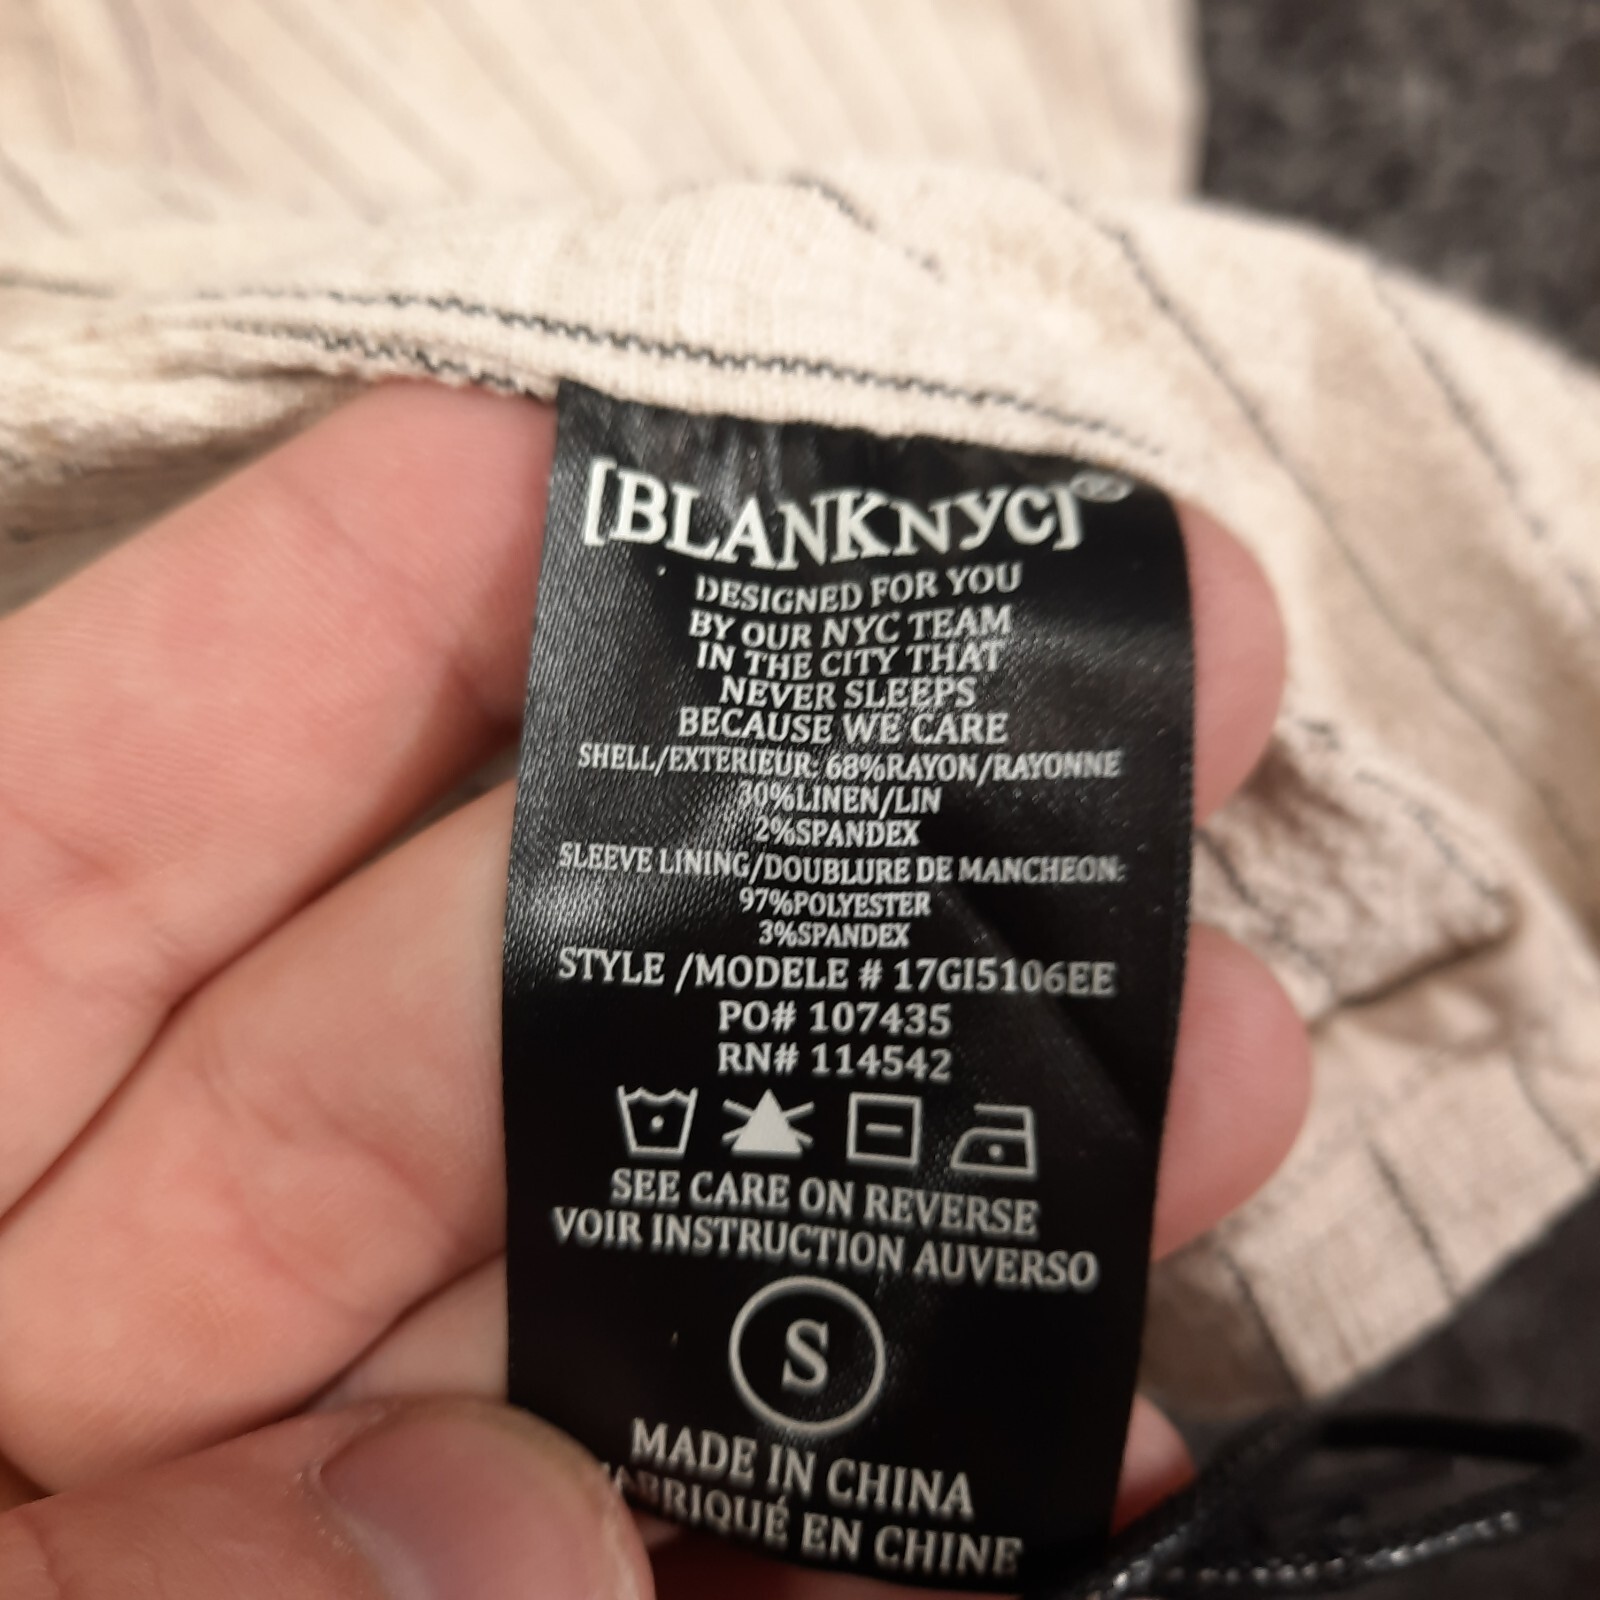 [BLANKNYC]®
DESIGNED FOR YOU
BY OUR NYC TEAM
IN THE CITY THAT
NEVER SLEEPS
BECAUSE WE CARE
SHELL/EXTERIEUR: 68%RAYON/RAYONNE
30%LINEN/LIN
2%SPANDEX
SLEEVE LINING/DOUBLURE DE MANCHEON:
97%POLYESTER
3%SPANDEX
STYLE /MODELE # 17GI5106EE
PO# 107435
RN# 114542
SEE CARE ON REVERSE
VOIR INSTRUCTION AUVERSO
S
MADE IN CHINA
FABRIQUÉ EN CHINE